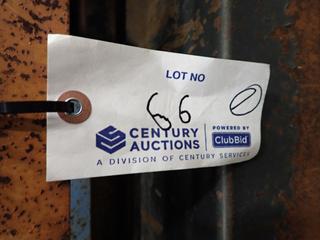 LOT NO
66
CENTURY AUCTIONS
POWERED BY
ClubBid
A DIVISION OF CENTURY SERVICES